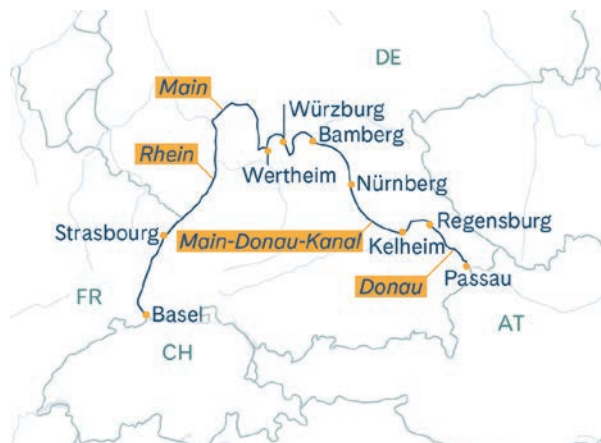 DE
Main
Würzburg
Bamberg
Rhein
Wertheim
Nürnberg
Strasbourg
Main-Donau-Kanal
Regensburg
Kelheim
Donau
Passau
FR
Basel
AT
CH